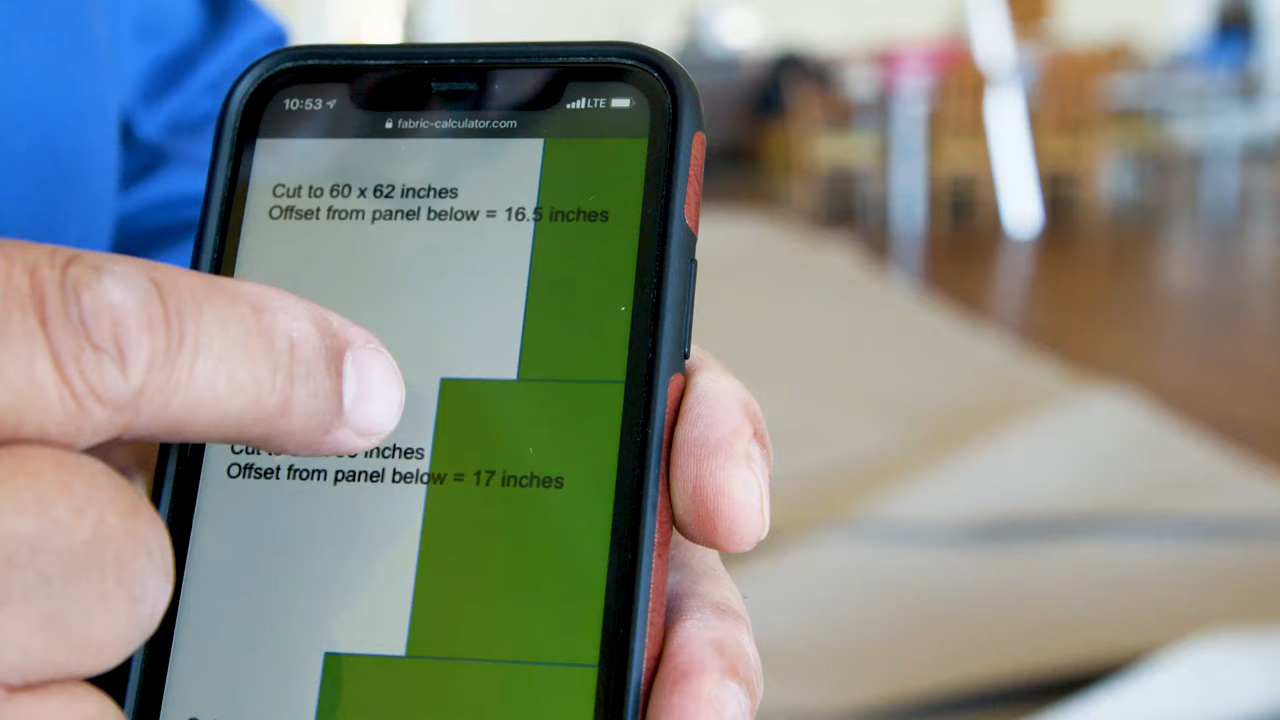 10:53
LTE
fabric-calculator.com
Cut to 60 x 62 inches
Offset from panel below = 16.5 inches
Cut inches
Offset from panel below = 17 inches